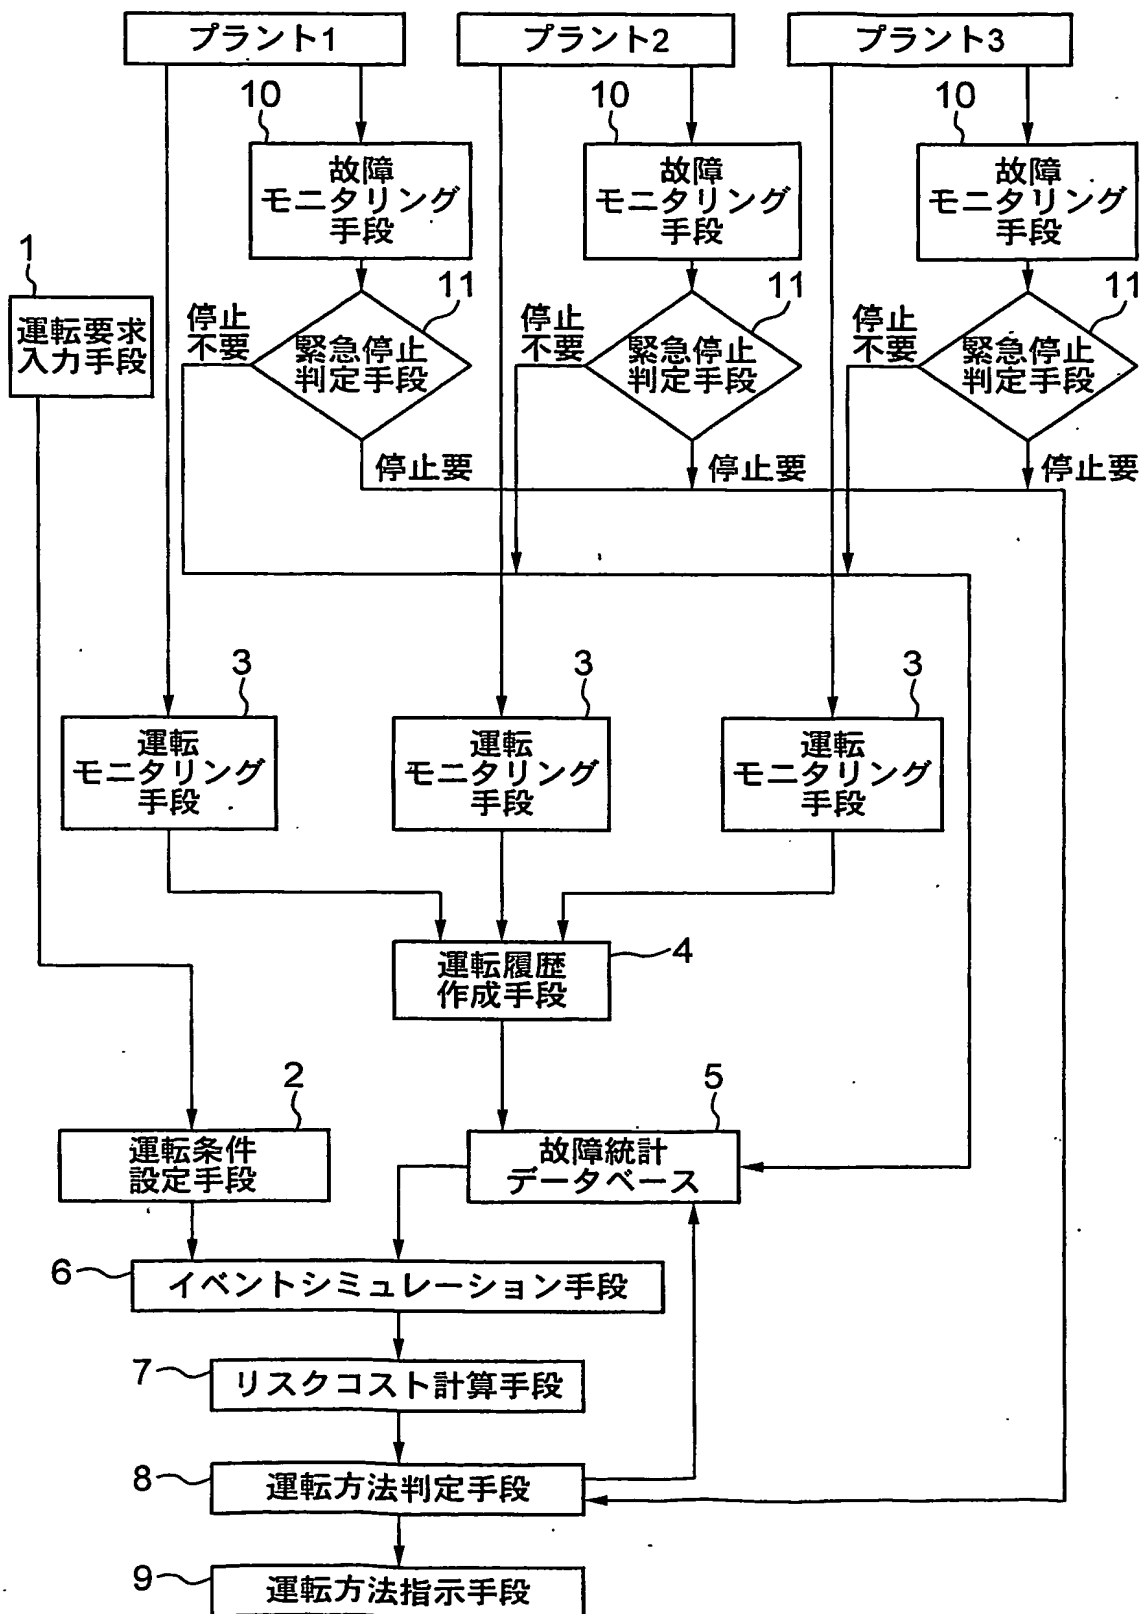 プラント1
プラント2
プラント3
10
10
10
故障
モニタリング
手段
故障
モニタリング
手段
故障
モニタリング
手段
1
運転要求
入力手段
11
11
11
停止
不要
緊急停止
判定手段
停止
不要
緊急停止
判定手段
停止
不要
緊急停止
判定手段
停止要
停止要
停止要
3
3
3
運転
モニタリング
手段
運転
モニタリング
手段
運転
モニタリング
手段
4
運転履歴
作成手段
2
運転条件
設定手段
5
故障統計
データベース
6
イベントシミュレーション手段
7
リスクコスト計算手段
8
運転方法判定手段
9
運転方法指示手段